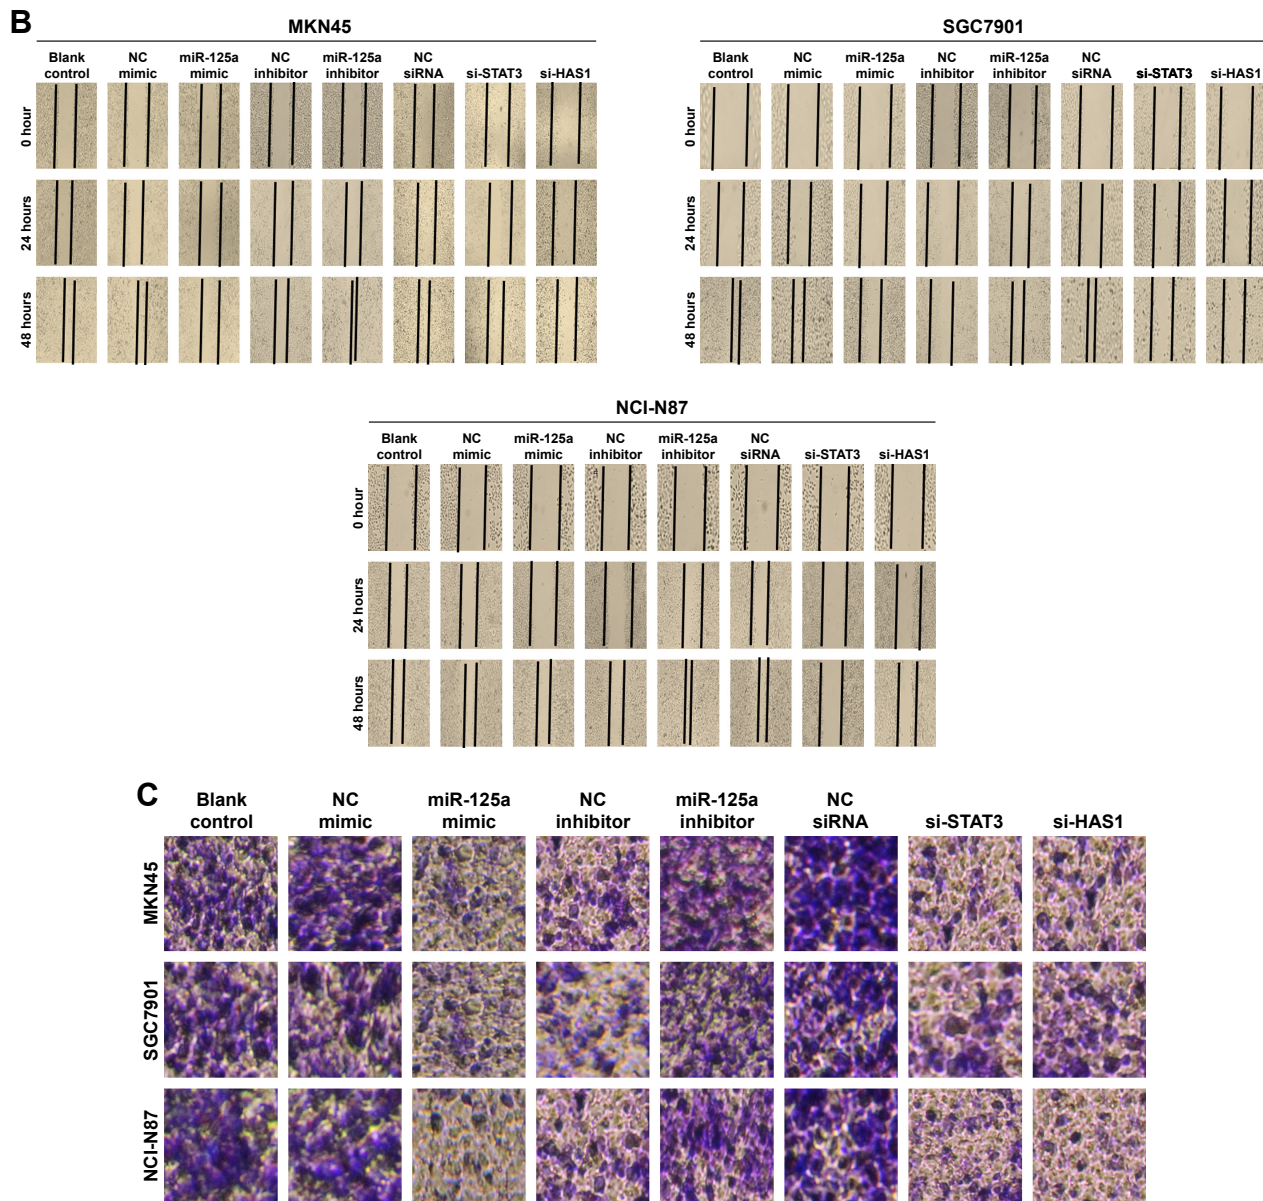 B
MKN45
Blank control
NC mimic
miR-125a mimic
NC inhibitor
miR-125a inhibitor
NC siRNA
si-STAT3
si-HAS1
0 hour
24 hours
48 hours
SGC7901
Blank control
NC mimic
miR-125a mimic
NC inhibitor
miR-125a inhibitor
NC siRNA
si-STAT3
si-HAS1
0 hour
24 hours
48 hours
NCI-N87
Blank control
NC mimic
miR-125a mimic
NC inhibitor
miR-125a inhibitor
NC siRNA
si-STAT3
si-HAS1
0 hour
24 hours
48 hours
C
Blank control
NC mimic
miR-125a mimic
NC inhibitor
miR-125a inhibitor
NC siRNA
si-STAT3
si-HAS1
MKN45
SGC7901
NCI-N87